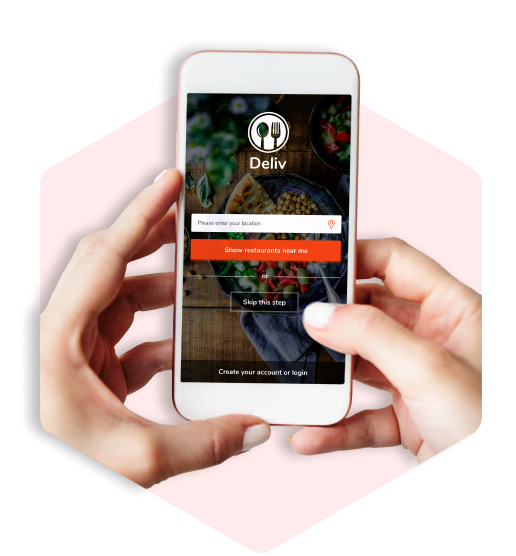 Deliv
Please enter your location
Show restaurants near me
or
Skip this step
Create your account or login